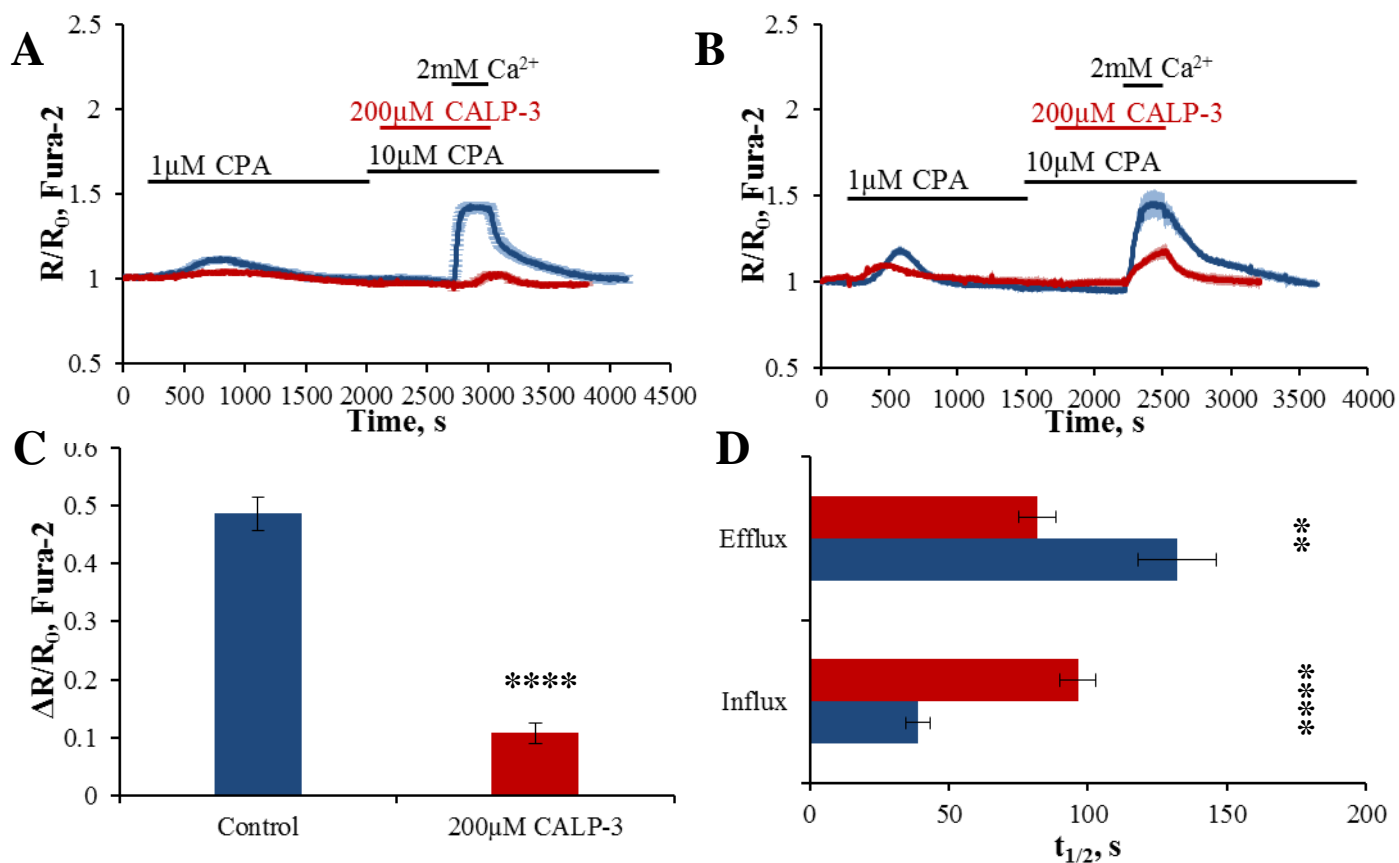 A
2.5
2
1.5
1
0.5
R/R₀, Fura-2
2mM Ca²⁺
200µM CALP-3
10µM CPA
1µM CPA
0 500 1000 1500 2000 2500 3000 3500 4000 4500
Time, s
B
2.5
2
1.5
1
0.5
R/R₀, Fura-2
2mM Ca²⁺
200µM CALP-3
10µM CPA
1µM CPA
0 500 1000 1500 2000 2500 3000 3500 4000
Time, s
C
0.6
0.5
0.4
0.3
0.2
0.1
0
ΔR/R₀, Fura-2
****
Control 200µM CALP-3
D
Efflux
**
Influx
****
0 50 100 150 200
t₁/₂, s